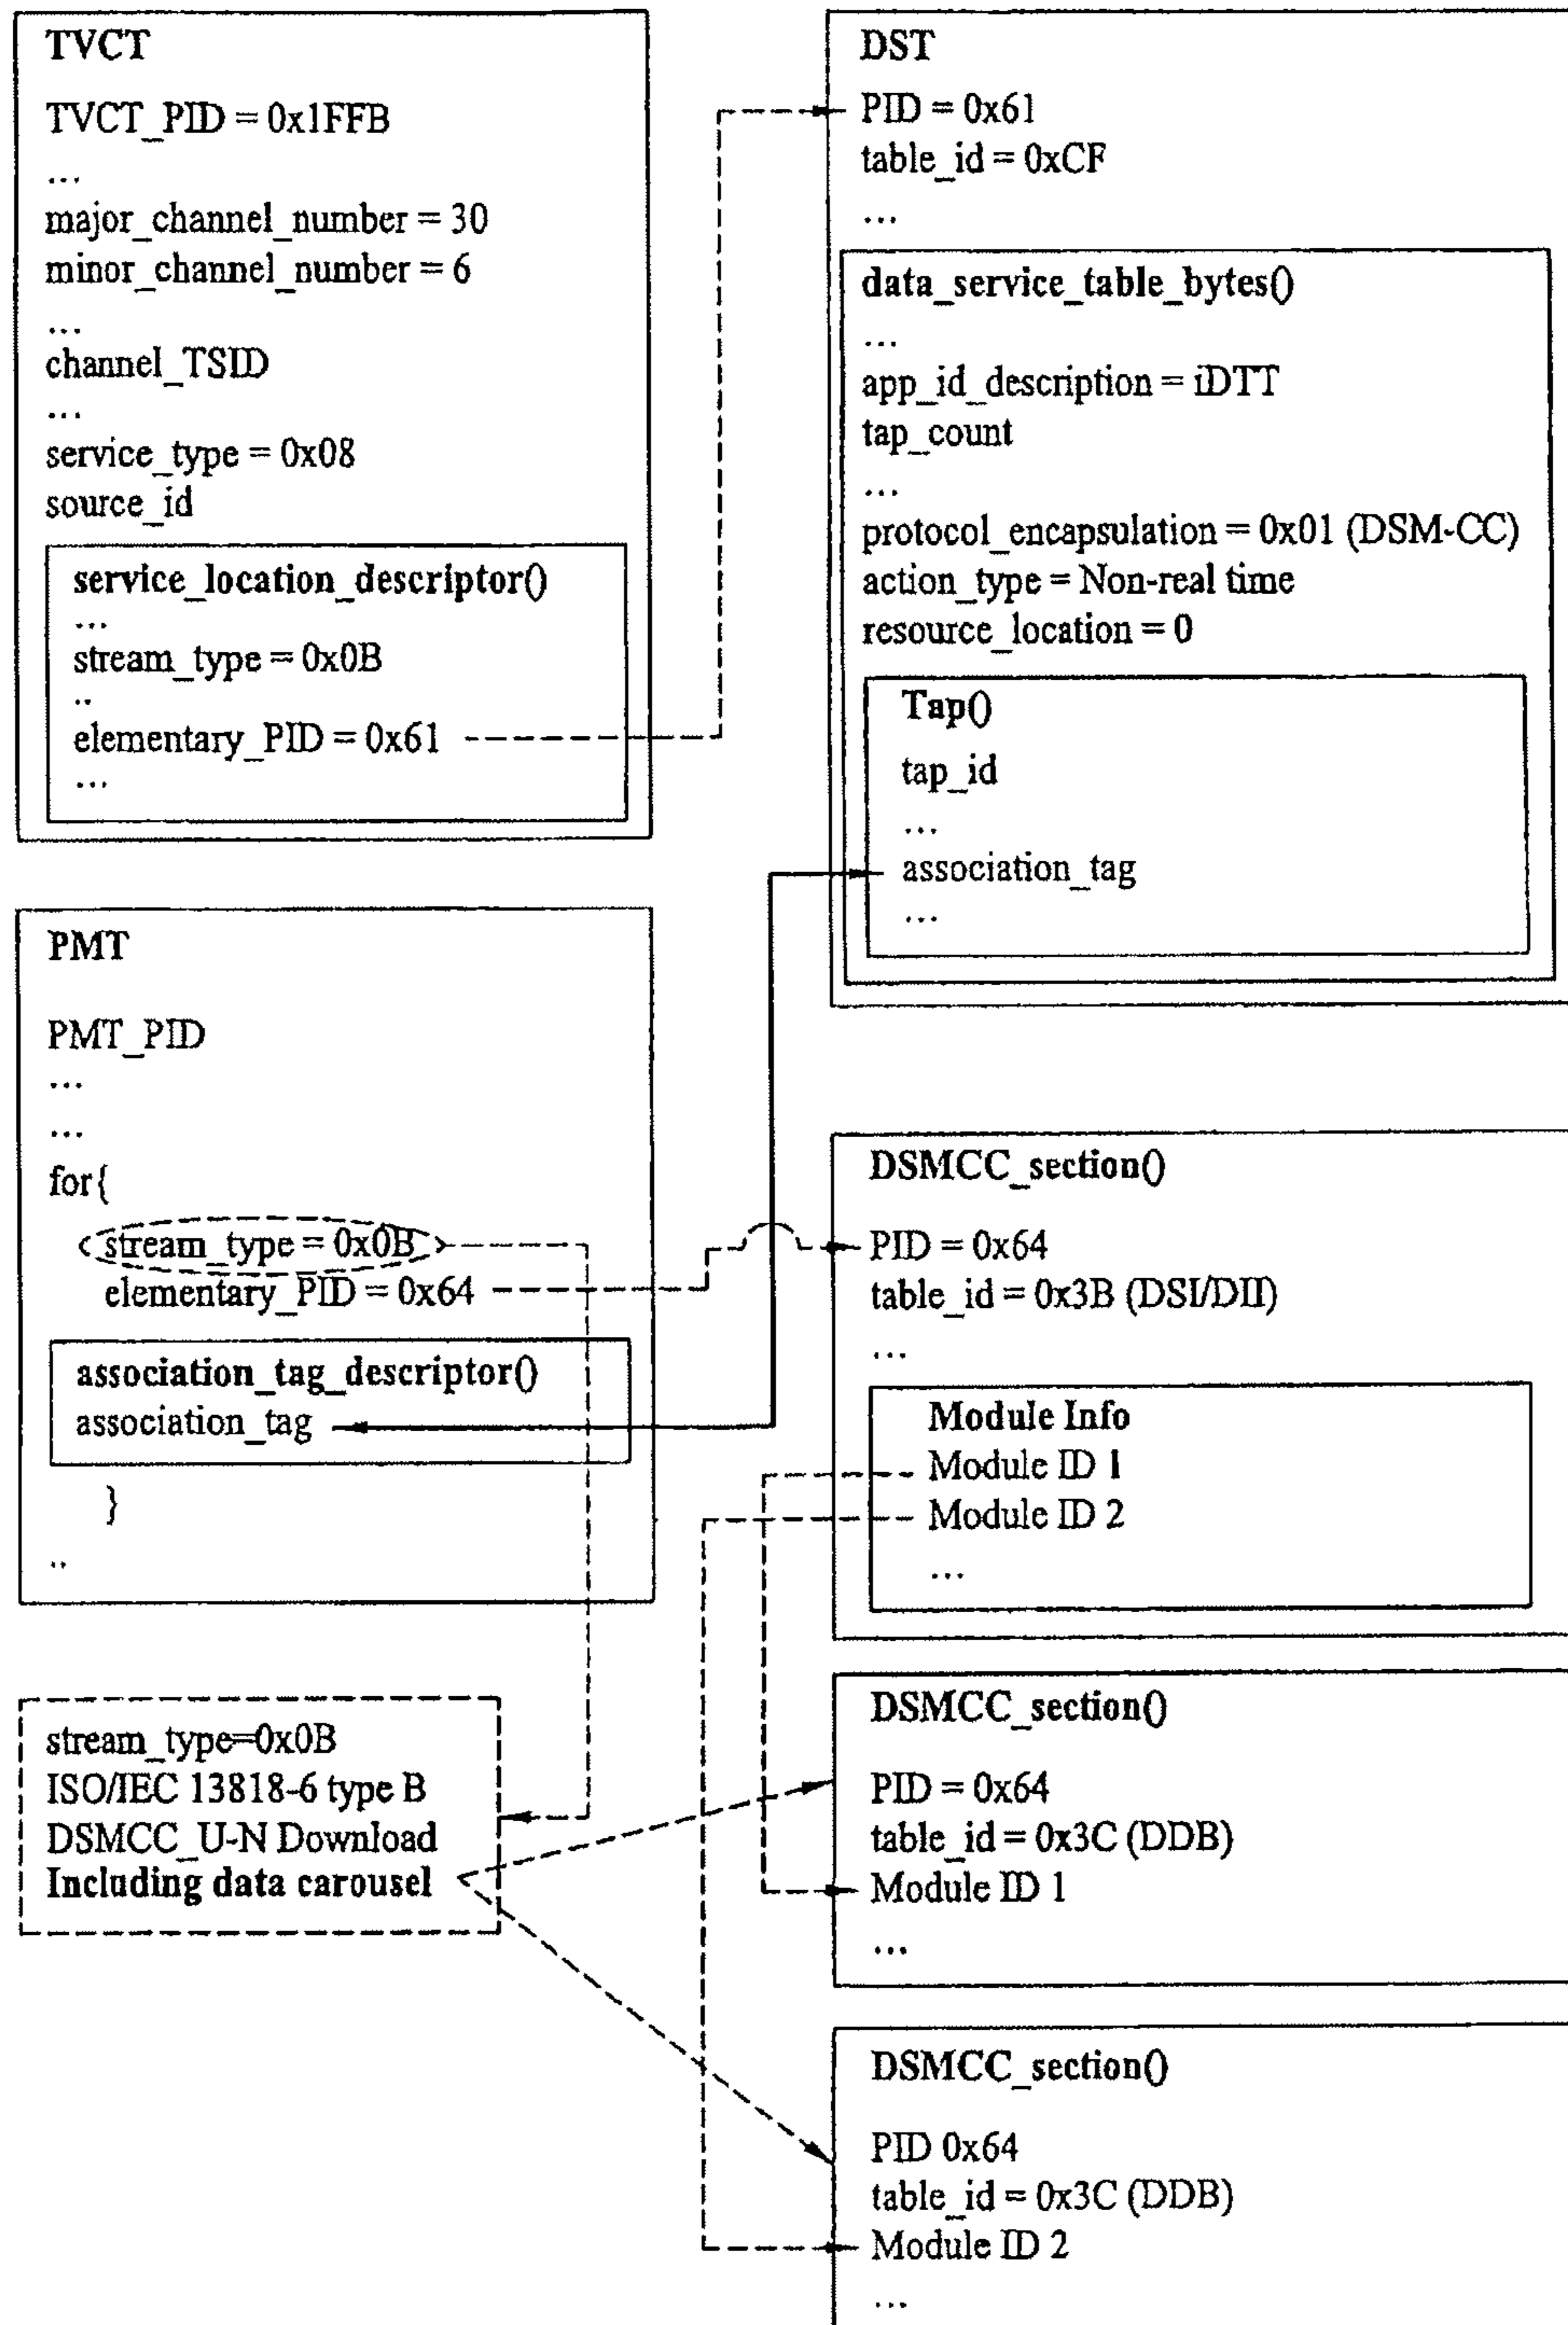 TVCT
TVCT_PID = 0x1FFB
...
major_channel_number = 30
minor_channel_number = 6
...
channel_TSID
...
service_type = 0x08
source_id
service_location_descriptor()
...
stream_type = 0x0B
..
elementary_PID = 0x61
...
DST
PID = 0x61
table_id = 0xCF
...
data_service_table_bytes()
...
app_id_description = iDTT
tap_count
...
protocol_encapsulation = 0x01 (DSM-CC)
action_type = Non-real time
resource_location = 0
Tap()
tap_id
...
association_tag
...
PMT
PMT_PID
...
...
for{
stream_type = 0x0B
elementary_PID = 0x64
association_tag_descriptor()
association_tag
}
..
DSMCC_section()
PID = 0x64
table_id = 0x3B (DSI/DII)
...
Module Info
Module ID 1
Module ID 2
...
stream_type=0x0B
ISO/IEC 13818-6 type B
DSMCC_U-N Download
Including data carousel
DSMCC_section()
PID = 0x64
table_id = 0x3C (DDB)
Module ID 1
...
DSMCC_section()
PID 0x64
table_id = 0x3C (DDB)
Module ID 2
...